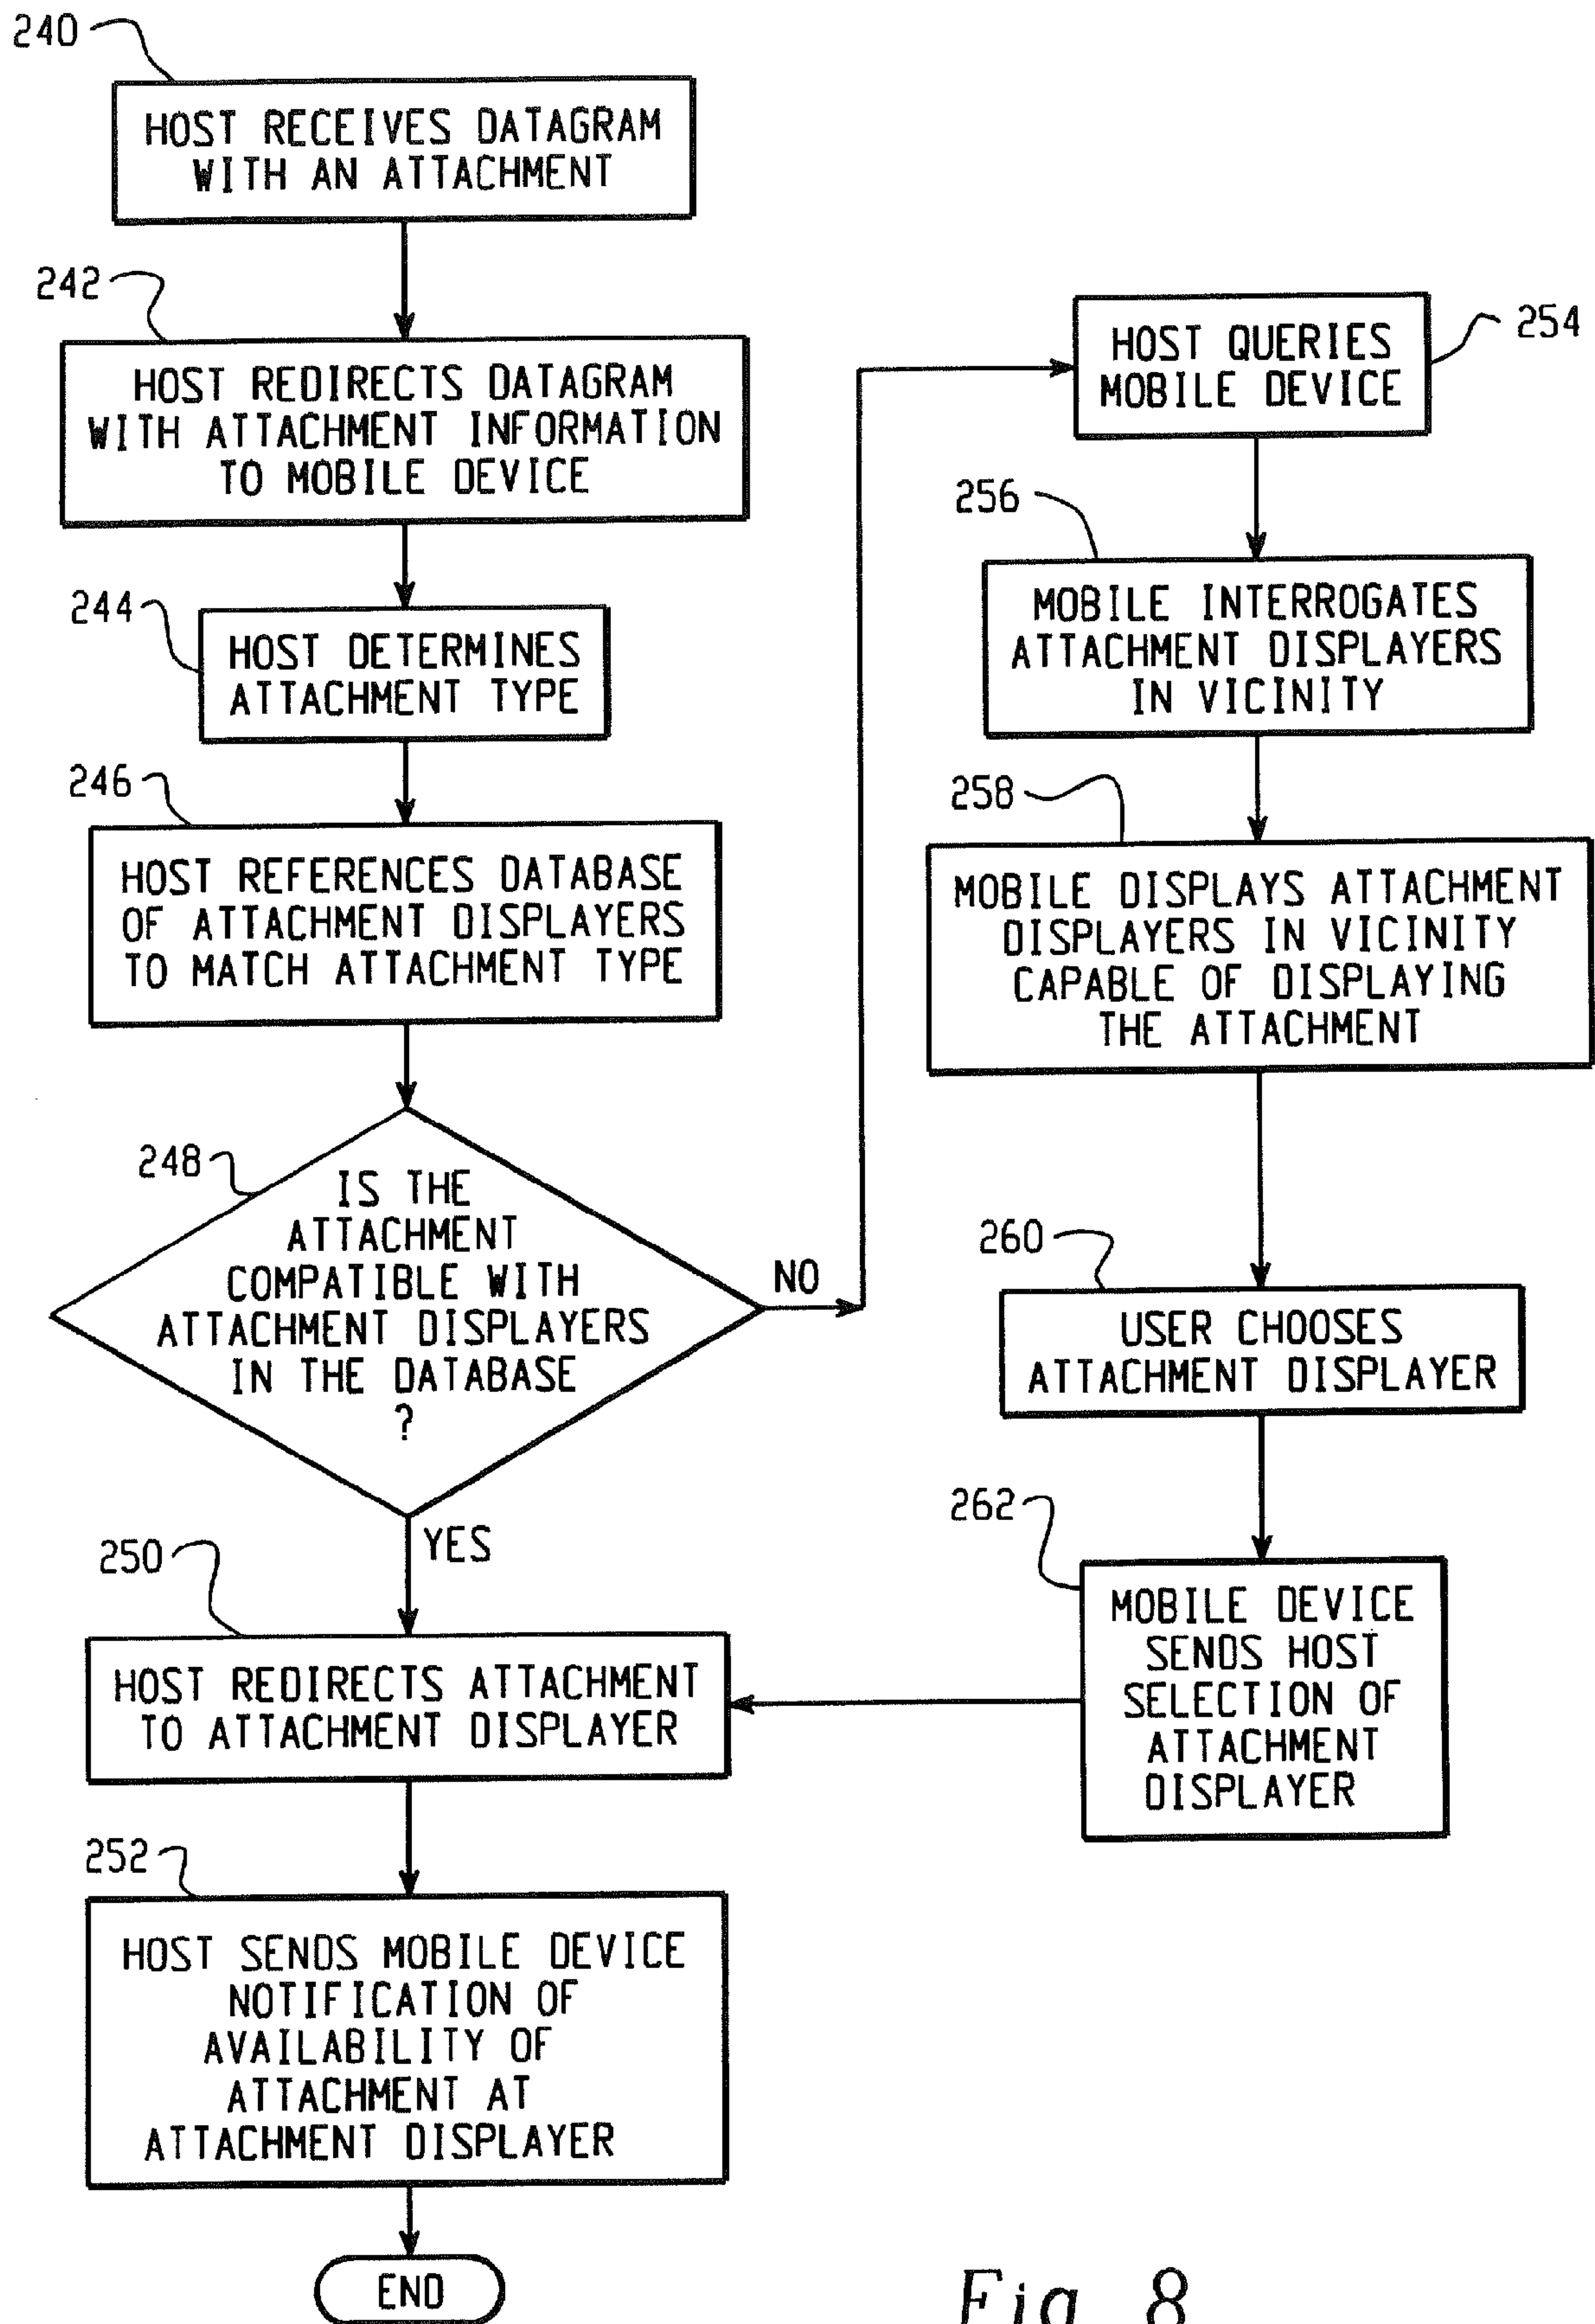 240
HOST RECEIVES DATAGRAM
WITH AN ATTACHMENT
242
HOST REDIRECTS DATAGRAM
WITH ATTACHMENT INFORMATION
TO MOBILE DEVICE
244
HOST DETERMINES
ATTACHMENT TYPE
246
HOST REFERENCES DATABASE
OF ATTACHMENT DISPLAYERS
TO MATCH ATTACHMENT TYPE
248
IS THE
ATTACHMENT
COMPATIBLE WITH
ATTACHMENT DISPLAYERS
IN THE DATABASE
?
NO
YES
250
HOST REDIRECTS ATTACHMENT
TO ATTACHMENT DISPLAYER
252
HOST SENDS MOBILE DEVICE
NOTIFICATION OF
AVAILABILITY OF
ATTACHMENT AT
ATTACHMENT DISPLAYER
END
254
HOST QUERIES
MOBILE DEVICE
256
MOBILE INTERROGATES
ATTACHMENT DISPLAYERS
IN VICINITY
258
MOBILE DISPLAYS ATTACHMENT
DISPLAYERS IN VICINITY
CAPABLE OF DISPLAYING
THE ATTACHMENT
260
USER CHOOSES
ATTACHMENT DISPLAYER
262
MOBILE DEVICE
SENDS HOST
SELECTION OF
ATTACHMENT
DISPLAYER
Fig. 8